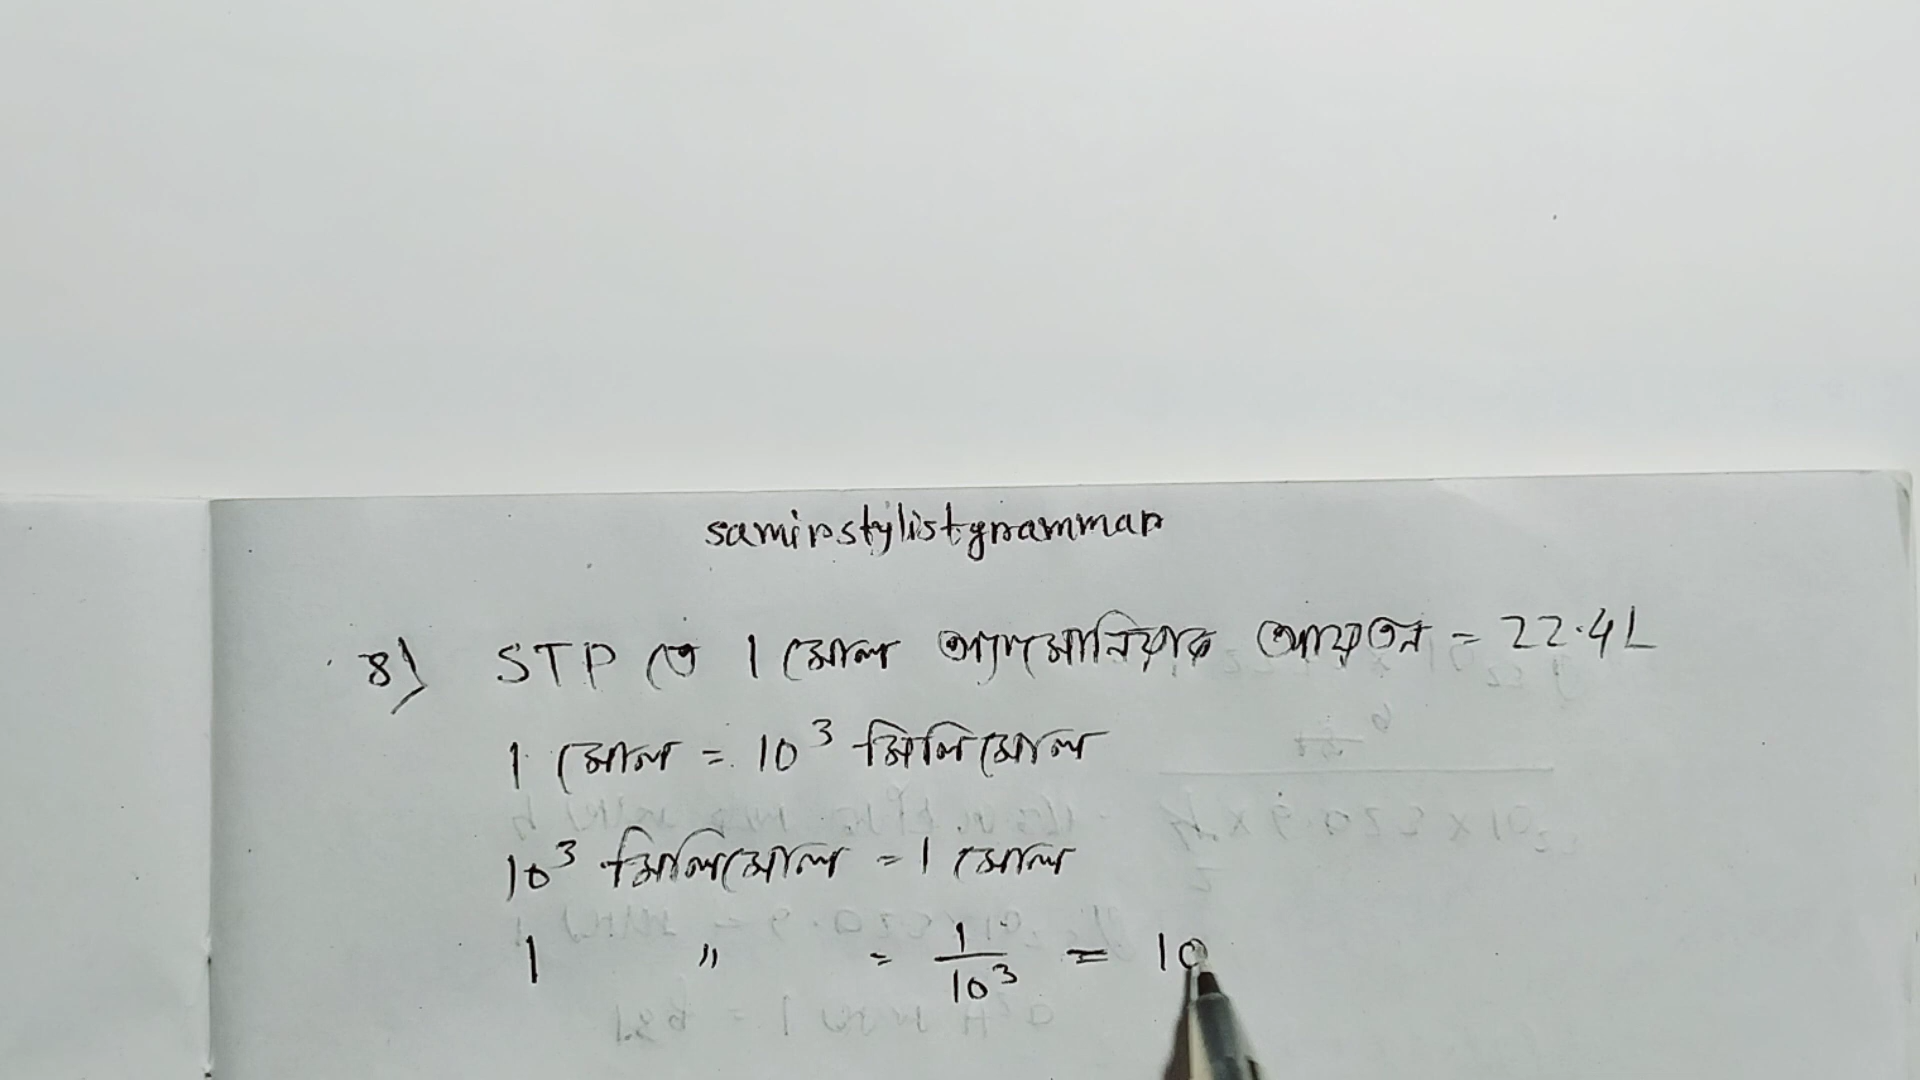 samirstylistgrammar
8) STP তে 1 মোল অ্যামোনিয়ার আয়তন = 22.4L
1 মোল = 10³ মিলিমোল
10³ মিলিমোল = 1 মোল
1 " = 1/10³ = 10